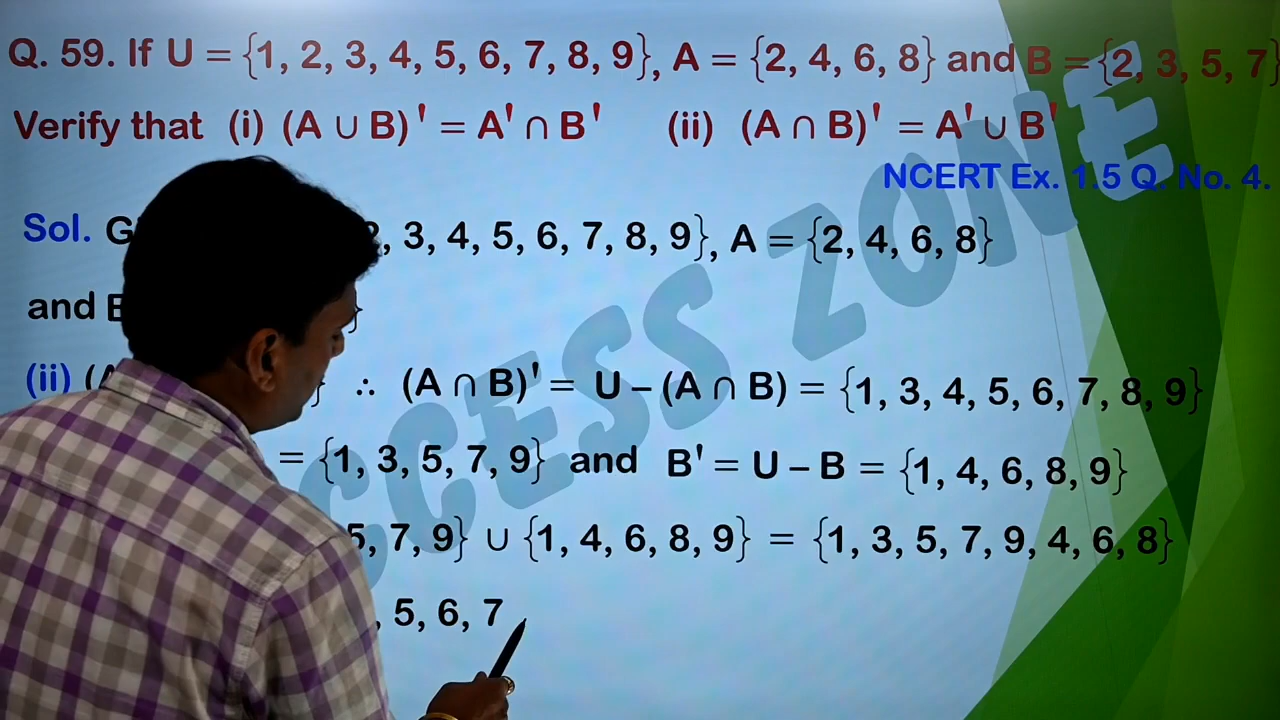 Q. 59. If U = {1, 2, 3, 4, 5, 6, 7, 8, 9}, A = {2, 4, 6, 8} and B = {2, 3, 5, 7}
Verify that (i) (A ∪ B)' = A' ∩ B' (ii) (A ∩ B)' = A' ∪ B'
NCERT Ex. 1.5 Q. No. 4.
Sol. G 2, 3, 4, 5, 6, 7, 8, 9}, A = {2, 4, 6, 8}
and B }
(ii) (A } ∴ (A ∩ B)' = U – (A ∩ B) = {1, 3, 4, 5, 6, 7, 8, 9}
= {1, 3, 5, 7, 9} and B' = U – B = {1, 4, 6, 8, 9}
5, 7, 9} ∪ {1, 4, 6, 8, 9} = {1, 3, 5, 7, 9, 4, 6, 8}
, 5, 6, 7
CCESS ZONE